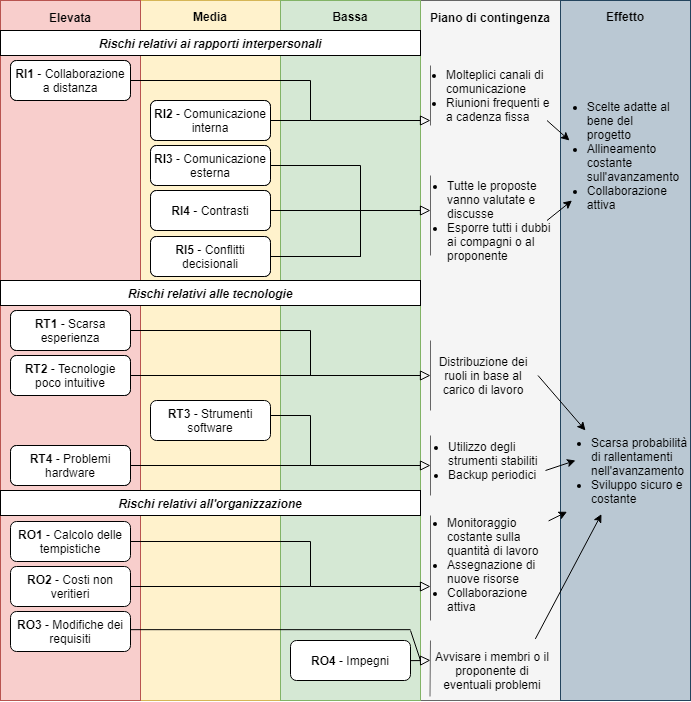 Elevata
Media
Bassa
Piano di contingenza
Effetto
Rischi relativi ai rapporti interpersonali
RI1 - Collaborazione
a distanza
RI2 - Comunicazione
interna
RI3 - Comunicazione
esterna
RI4 - Contrasti
RI5 - Conflitti
decisionali
• Molteplici canali di
comunicazione
• Riunioni frequenti e
a cadenza fissa
• Tutte le proposte
vanno valutate e
discusse
• Esporre tutti i dubbi
ai compagni o al
proponente
• Scelte adatte al
bene del
progetto
• Allineamento
costante
sull'avanzamento
• Collaborazione
attiva
Rischi relativi alle tecnologie
RT1 - Scarsa
esperienza
RT2 - Tecnologie
poco intuitive
RT3 - Strumenti
software
RT4 - Problemi
hardware
Distribuzione dei
ruoli in base al
carico di lavoro
• Utilizzo degli
strumenti stabiliti
• Backup periodici
• Scarsa probabilità
di rallentamenti
nell'avanzamento
• Sviluppo sicuro e
costante
Rischi relativi all'organizzazione
RO1 - Calcolo delle
tempistiche
RO2 - Costi non
veritieri
RO3 - Modifiche dei
requisiti
RO4 - Impegni
• Monitoraggio
costante sulla
quantità di lavoro
• Assegnazione di
nuove risorse
• Collaborazione
attiva
Avvisare i membri o il
proponente di
eventuali problemi